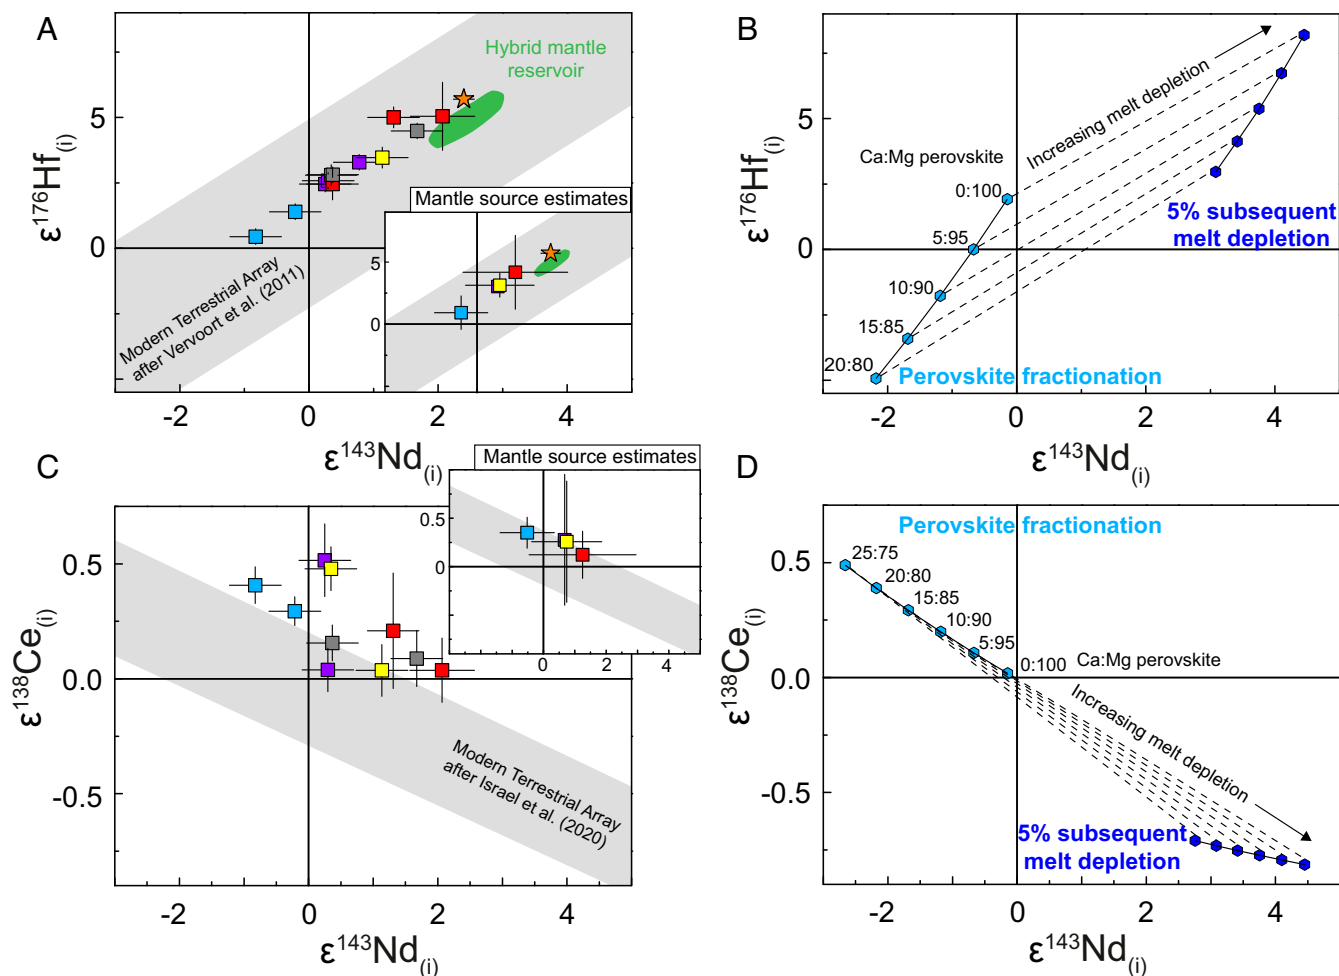 A
ε176Hf(i)
5
0
-2
0
2
4
ε143Nd(i)
Hybrid mantle
reservoir
Modern Terrestrial Array
after Vervoort et al. (2011)
Mantle source estimates
5
0
0
2
4
B
ε176Hf(i)
5
0
-2
0
2
4
ε143Nd(i)
Increasing melt depletion
Ca:Mg perovskite
0:100
5:95
10:90
15:85
20:80
5% subsequent
melt depletion
Perovskite fractionation
C
ε138Ce(i)
0.5
0.0
-0.5
-2
0
2
4
ε143Nd(i)
Mantle source estimates
0.5
0
-2
0
2
4
Modern Terrestrial Array
after Israel et al. (2020)
D
ε138Ce(i)
0.5
0.0
-0.5
-2
0
2
4
ε143Nd(i)
Perovskite fractionation
25:75
20:80
15:85
10:90
5:95
0:100
Ca:Mg perovskite
Increasing melt depletion
5% subsequent
melt depletion